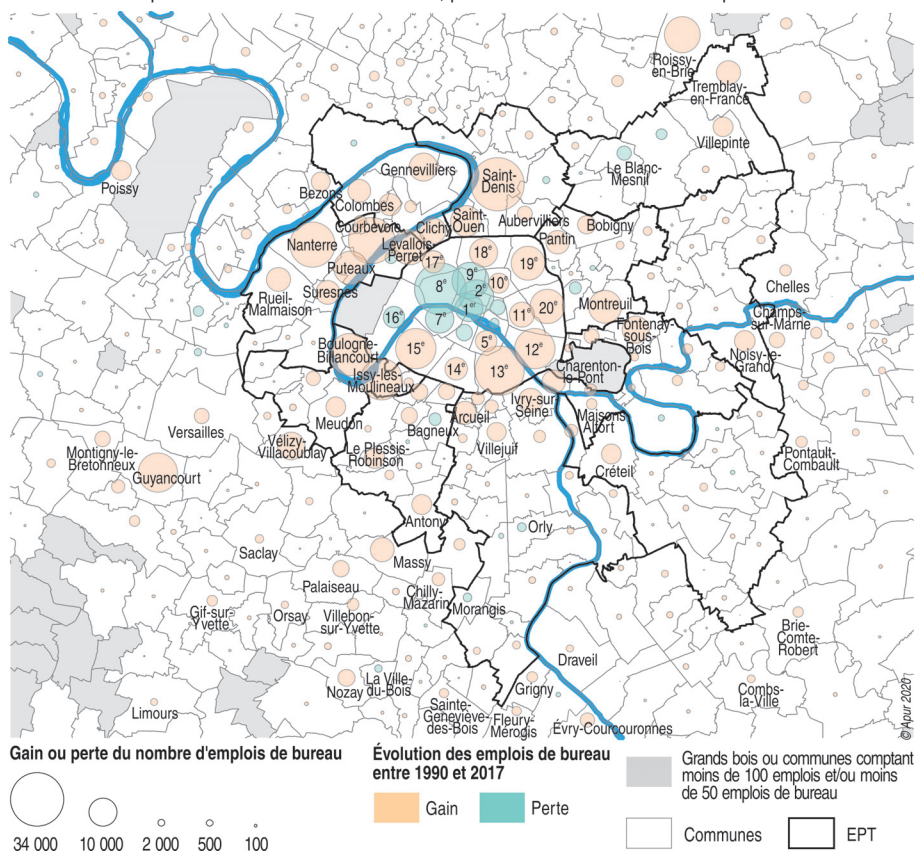 Roissy-
en-Brie
Tremblay-
en-France
Villepinte
Le Blanc-
Mesnil
Gennevilliers
Saint-
Denis
Poissy
Bezons
Colombes
Courbevoie
Clichy
Saint-
Ouen
Aubervilliers
Bobigny
Pantin
Nanterre
Levallois-
Perret
Puteaux
17e
18e
19e
9e
10e
8e
2e
Rueil-
Malmaison
Suresnes
16e
7e
1er
11e
20e
Montreuil
Chelles
Champs-
sur-Marne
Fontenay-
sous-
Bois
Noisy-le-
Grand
Boulogne-
Billancourt
15e
5e
12e
Charenton-
le-Pont
14e
13e
Issy-les-
Moulineaux
Ivry-sur-
Seine
Maisons-
Alfort
Arcueil
Meudon
Bagneux
Villejuif
Versailles
Vélizy-
Villacoublay
Le Plessis-
Robinson
Montigny-le-
Bretonneux
Guyancourt
Créteil
Pontault-
Combault
Antony
Orly
Saclay
Massy
Palaiseau
Chilly-
Mazarin
Morangis
Gif-sur-
Yvette
Orsay
Villebon-
sur-Yvette
Brie-
Comte-
Robert
Draveil
La Ville-
du-Bois
Nozay
Grigny
Combs-
la-Ville
Sainte-
Geneviève-
des-Bois
Fleury-
Mérogis
Limours
Évry-Courcouronnes
© Apur 2020
Gain ou perte du nombre d'emplois de bureau
34 000
10 000
2 000
500
100
Évolution des emplois de bureau
entre 1990 et 2017
Gain
Perte
Grands bois ou communes comptant
moins de 100 emplois et/ou moins
de 50 emplois de bureau
Communes
EPT